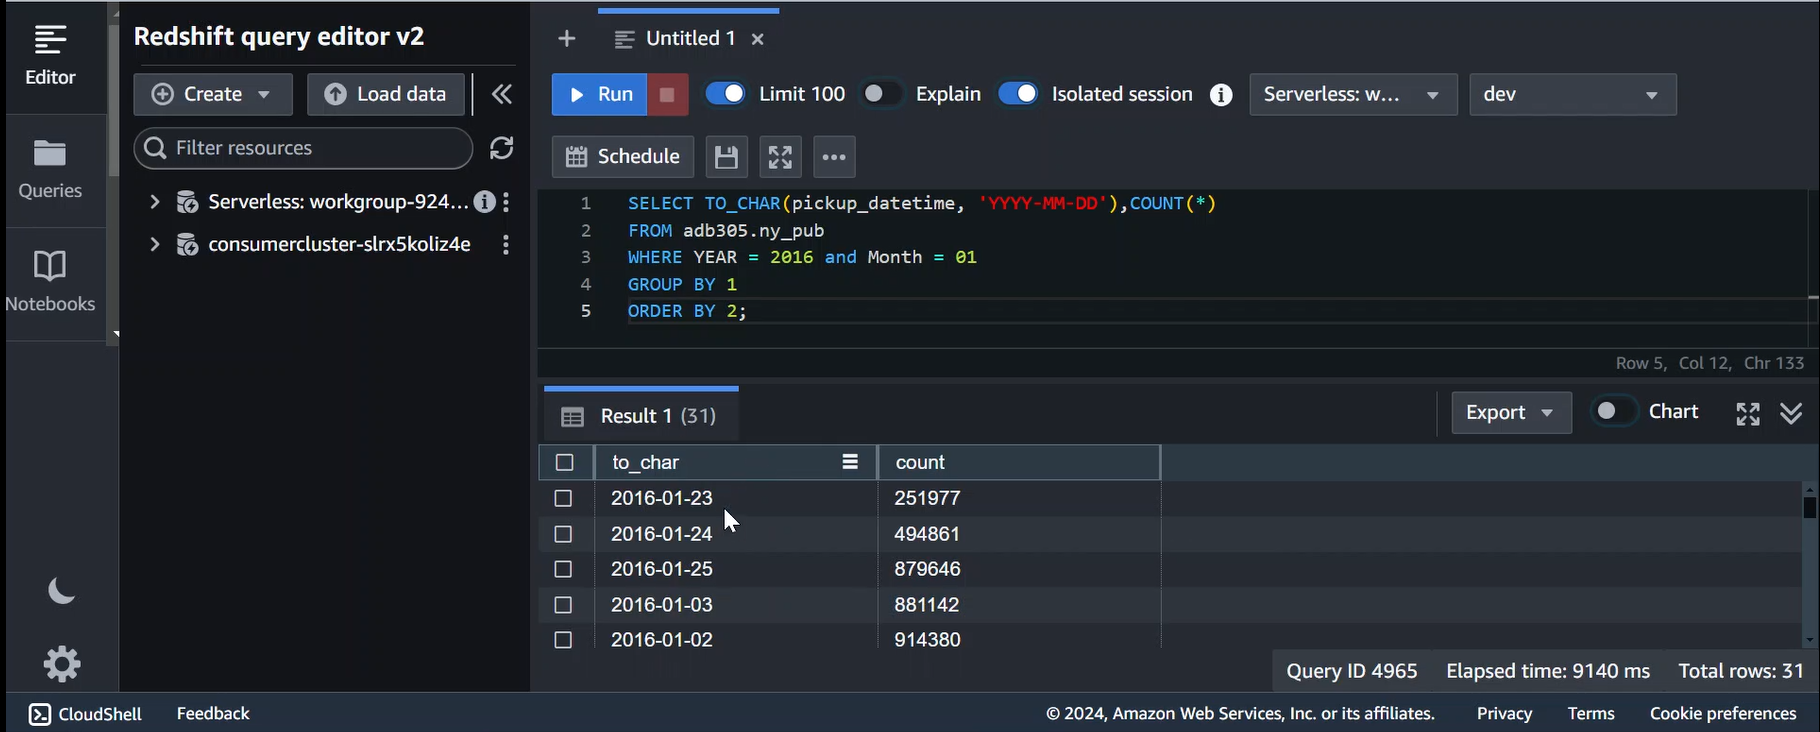 Editor
Queries
Notebooks
Redshift query editor v2
Create
Load data
Filter resources
Serverless: workgroup-924...
consumercluster-slrx5koliz4e
Untitled 1
Run
Limit 100
Explain
Isolated session
Serverless: w...
dev
Schedule
1 SELECT TO_CHAR(pickup_datetime, 'YYYY-MM-DD'),COUNT(*)
2 FROM adb305.ny_pub
3 WHERE YEAR = 2016 and Month = 01
4 GROUP BY 1
5 ORDER BY 2;
Row 5, Col 12, Chr 133
Result 1 (31)
Export
Chart
to_char count
2016-01-23 251977
2016-01-24 494861
2016-01-25 879646
2016-01-03 881142
2016-01-02 914380
Query ID 4965 Elapsed time: 9140 ms Total rows: 31
CloudShell Feedback © 2024, Amazon Web Services, Inc. or its affiliates. Privacy Terms Cookie preferences